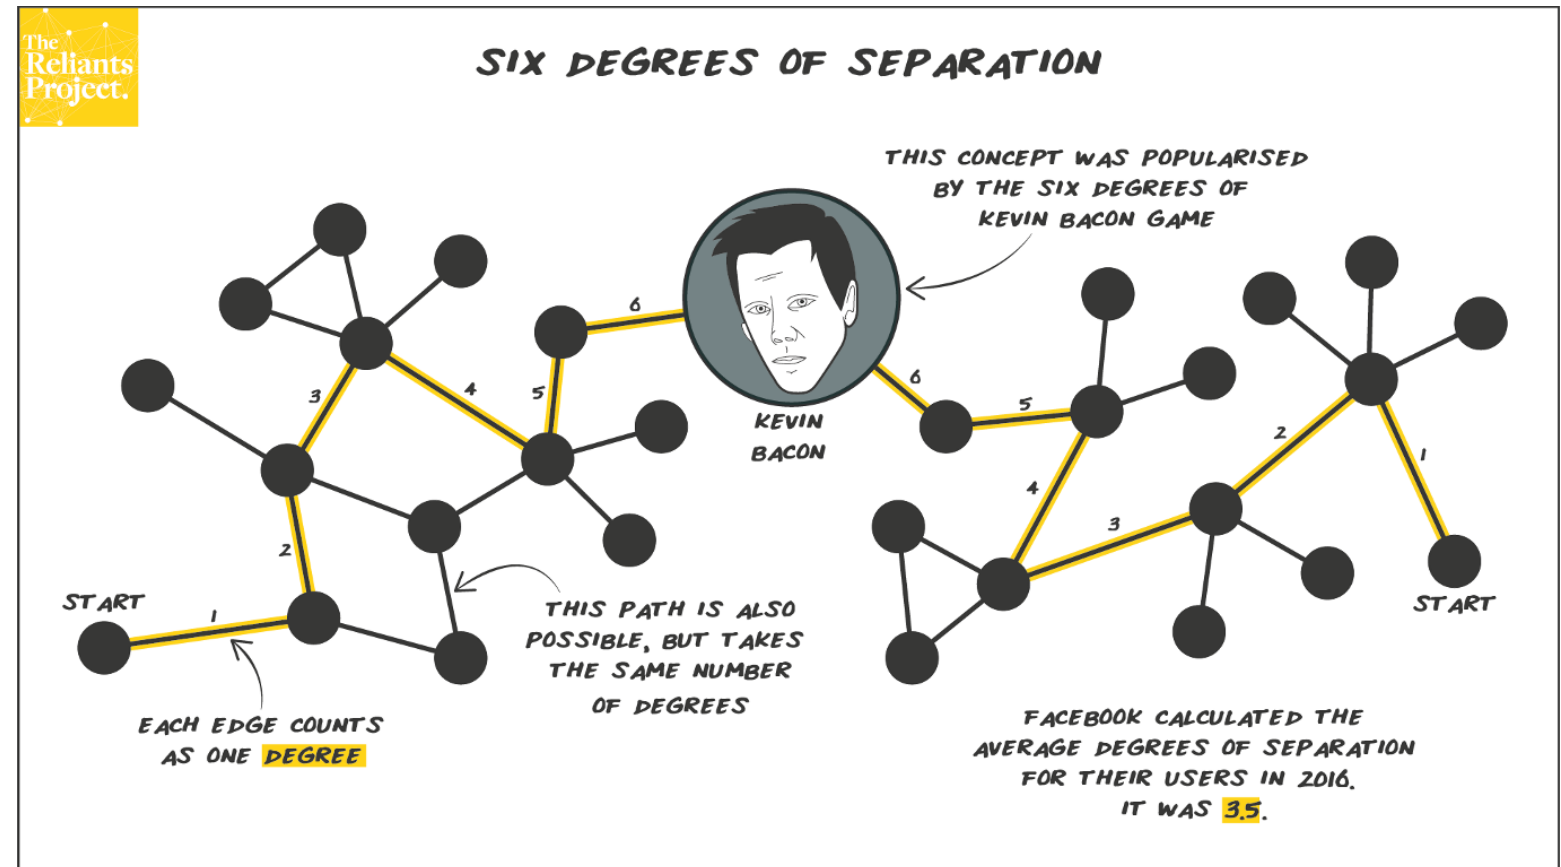 The
Reliants
Project.
SIX DEGREES OF SEPARATION
THIS CONCEPT WAS POPULARISED
BY THE SIX DEGREES OF
KEVIN BACON GAME
6
5
4
3
2
1
START
KEVIN
BACON
6
5
4
3
2
1
START
THIS PATH IS ALSO
POSSIBLE, BUT TAKES
THE SAME NUMBER
OF DEGREES
EACH EDGE COUNTS
AS ONE DEGREE
FACEBOOK CALCULATED THE
AVERAGE DEGREES OF SEPARATION
FOR THEIR USERS IN 2016.
IT WAS 3.5.